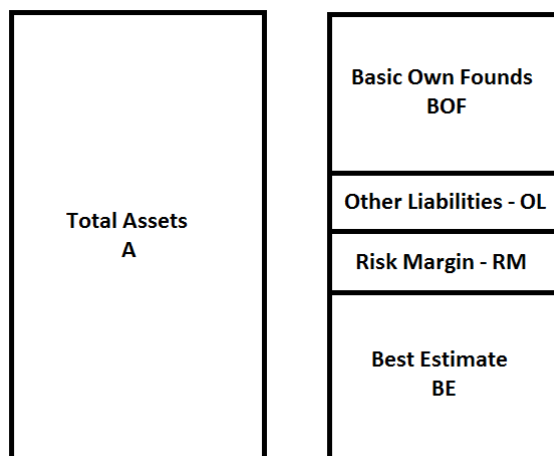 Total Assets
A
Basic Own Founds
BOF
Other Liabilities - OL
Risk Margin - RM
Best Estimate
BE